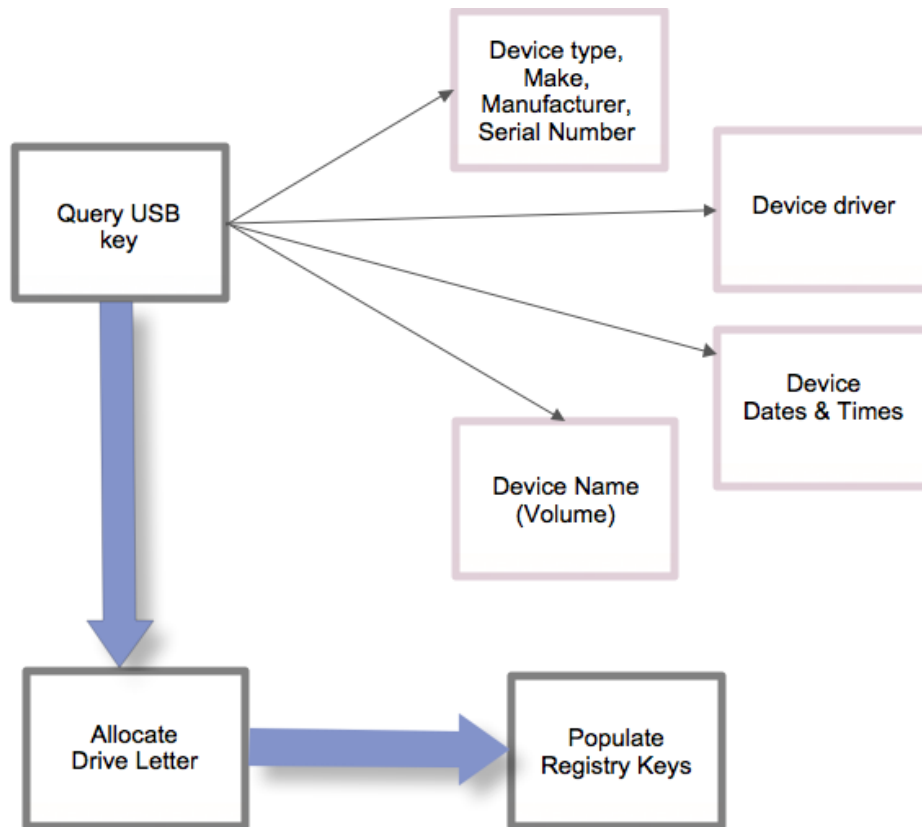 Device type,
Make,
Manufacturer,
Serial Number
Query USB
key
Device driver
Device
Dates & Times
Device Name
(Volume)
Allocate
Drive Letter
Populate
Registry Keys